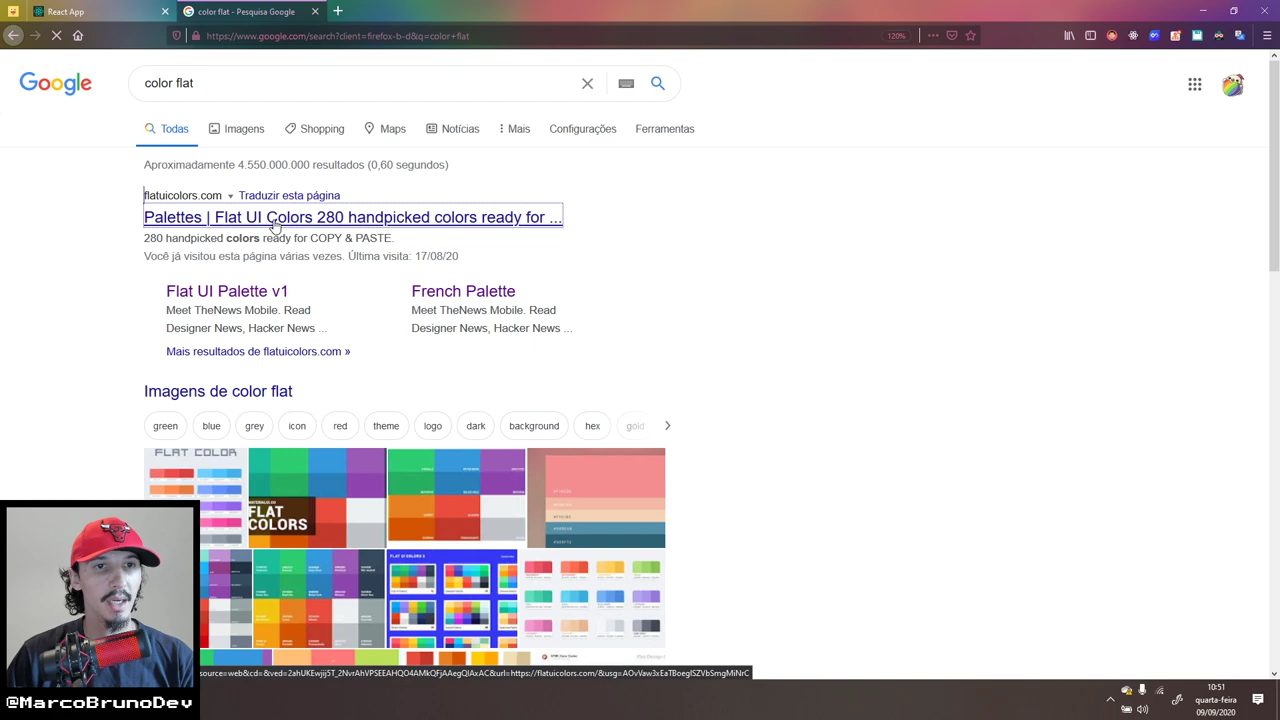 React App
color flat - Pesquisa Google
https://www.google.com/search?client=firefox-b-d&q=color+flat
120%
Google
color flat
Todas
Imagens
Shopping
Maps
Notícias
Mais
Configurações
Ferramentas
Aproximadamente 4.550.000.000 resultados (0,60 segundos)
flatuicolors.com
Traduzir esta página
Palettes | Flat UI Colors 280 handpicked colors ready for ...
280 handpicked colors ready for COPY & PASTE.
Você já visitou esta página várias vezes. Última visita: 17/08/20
Flat UI Palette v1
French Palette
Meet TheNews Mobile. Read
Meet TheNews Mobile. Read
Designer News, Hacker News ...
Designer News, Hacker News ...
Mais resultados de flatuicolors.com »
Imagens de color flat
green
blue
grey
icon
red
theme
logo
dark
background
hex
gold
FLAT COLOR
FLAT
COLORS
FLAT UI COLORS
@MarcoBrunoDev
10:51
quarta-feira
09/09/2020